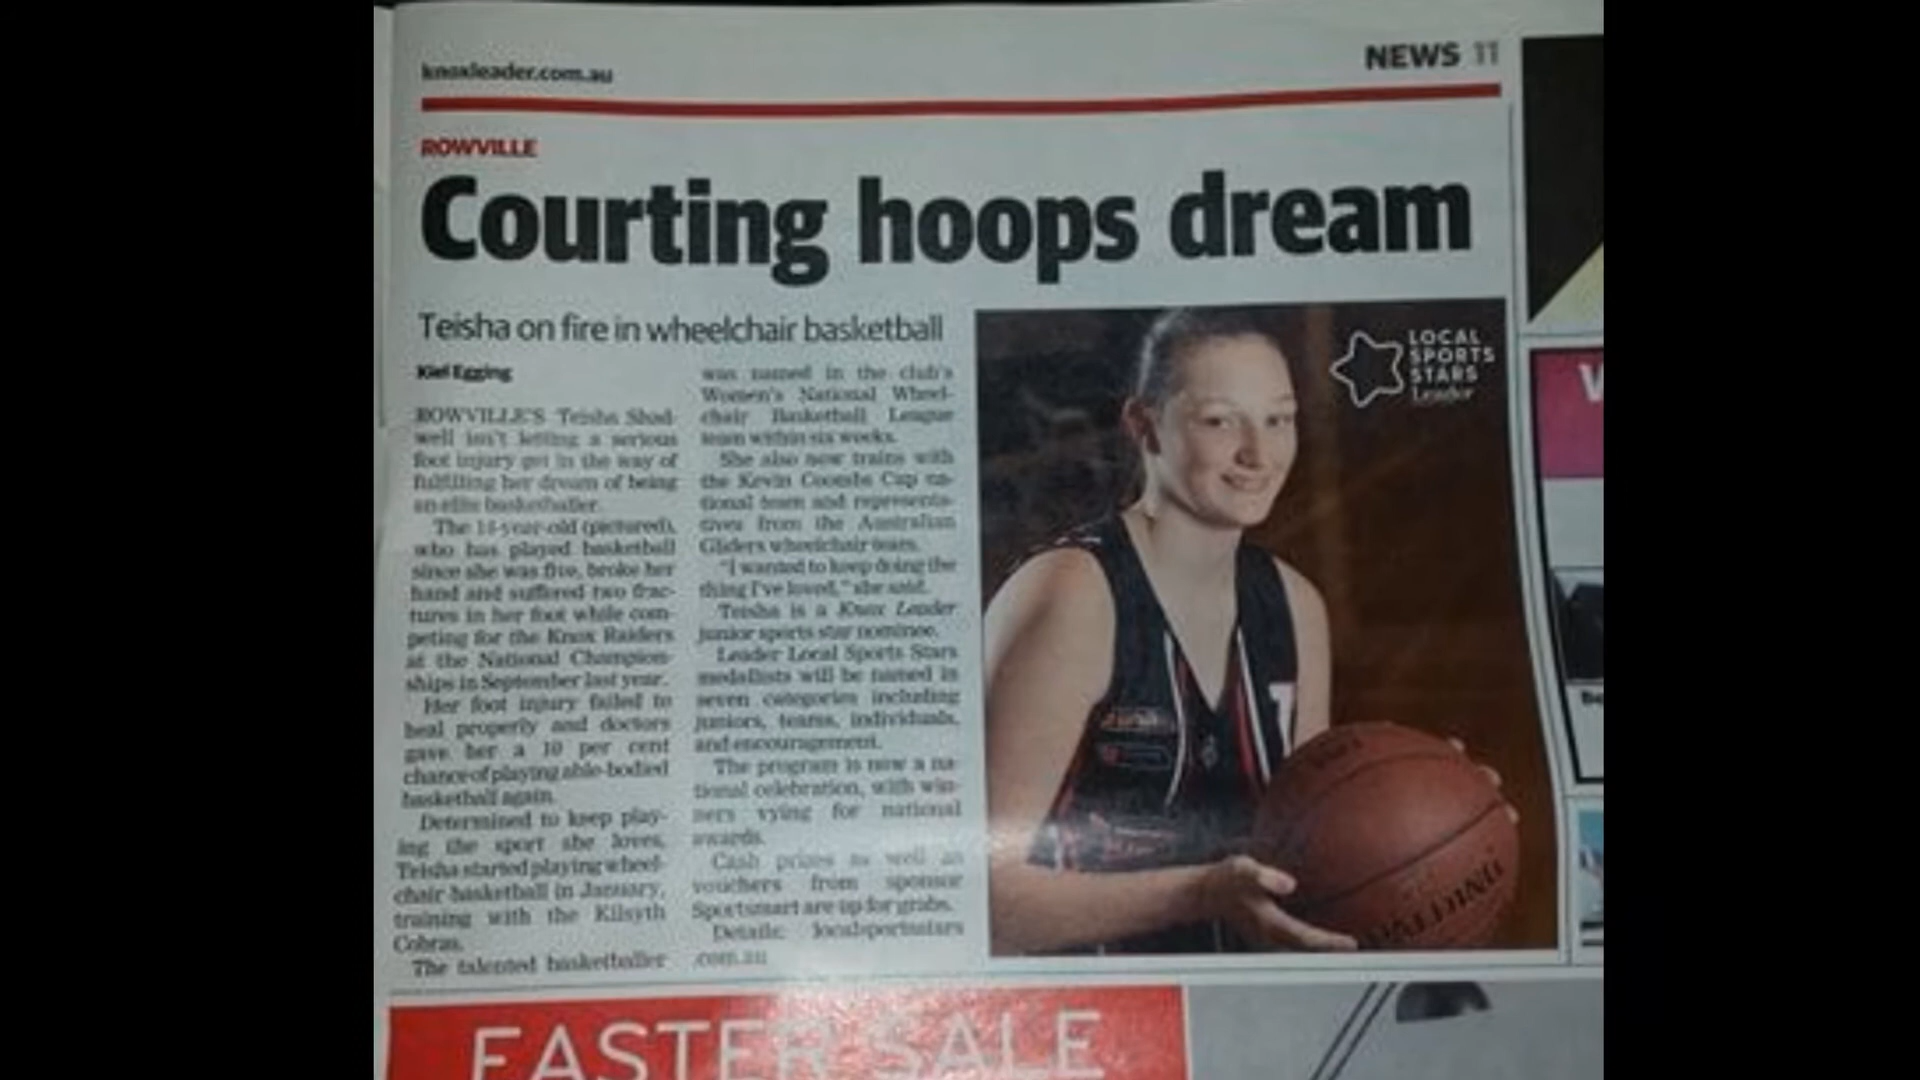 knoxleader.com.au
NEWS 11
ROWVILLE
Courting hoops dream
Teisha on fire in wheelchair basketball
Kiel Egging
ROWVILLE'S Teisha Shad-
well isn't letting a serious
foot injury get in the way of
fulfilling her dream of being
an elite basketballer.
The -year-old (pictured),
who has played basketball
since she was five, broke her
hand and suffered two frac-
tures in her foot while com-
peting for the Knox Raiders
at the National Champion-
ships in September last year.
Her foot injury failed to
heal properly and doctors
gave her a 10 per cent
chance of playing able-bodied
basketball again.
Determined to keep play-
ing the sport she loves,
Teisha started playing wheel-
chair basketball in January,
training with the Kilsyth
Cobras.
The talented basketballer
was named in the club's
Women's National Wheel-
chair Basketball League
team within six weeks.
She also now trains with
the Kevin Coombs Cup na-
tional team and representa-
tives from the Australian
Gliders wheelchair team.
"I wanted to keep doing the
thing I've loved," she said.
Teisha is a Knox Leader
junior sports star nominee.
Leader Local Sports Stars
medallists will be named in
seven categories including
juniors, teams, individuals,
and encouragement.
The program is now a na-
tional celebration, with win-
ners vying for national
awards.
Cash prizes as well as
vouchers from sponsor
Sportsmart are up for grabs.
Details: localsportsstars
.com.au
LOCAL
SPORTS
STARS
Leader
SPALDING
EASTER SALE